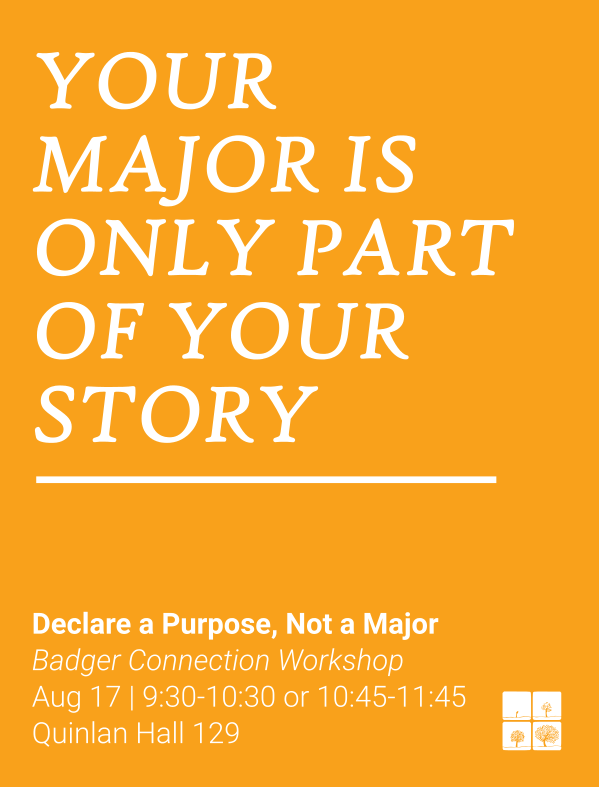 YOUR
MAJOR IS
ONLY PART
OF YOUR
STORY
Declare a Purpose, Not a Major
Badger Connection Workshop
Aug 17 | 9:30-10:30 or 10:45-11:45
Quinlan Hall 129